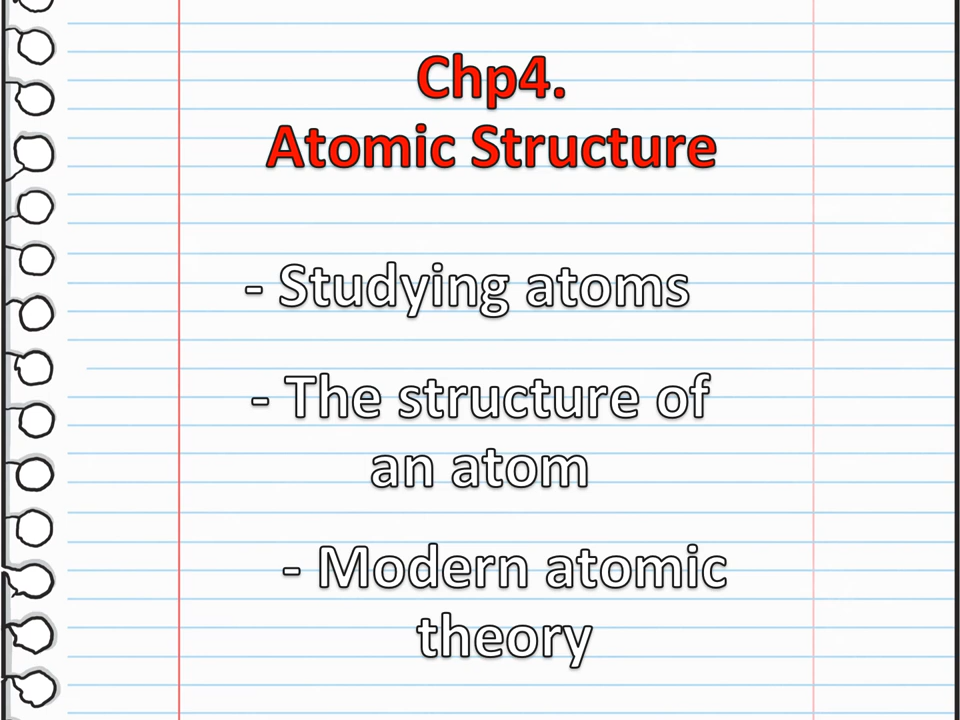 Chp4.
Atomic Structure
- Studying atoms
- The structure of
an atom
- Modern atomic
theory